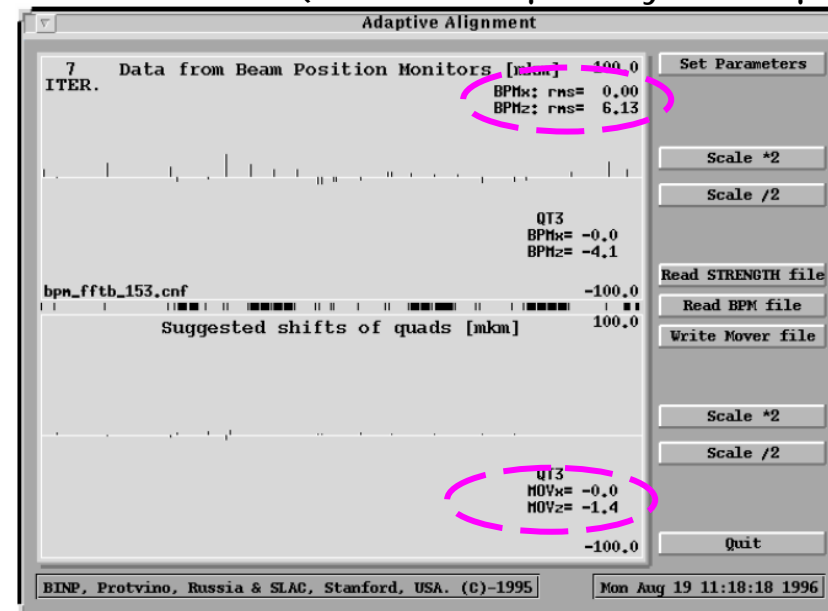 Adaptive Alignment
7 Data from Beam Position Monitors [mkm] 100.0
ITER.
BPMx: rms= 0.00
BPMz: rms= 6.13
QT3
BPMx= -0.0
BPMz= -4.1
bpm_fftb_153.cnf -100.0
Suggested shifts of quads [mkm] 100.0
QT3
MOVx= -0.0
MOVz= -1.4
-100.0
Set Parameters
Scale *2
Scale /2
Read STRENGTH file
Read BPM file
Write Mover file
Scale *2
Scale /2
Quit
BINP, Protvino, Russia & SLAC, Stanford, USA. (C)-1995
Mon Aug 19 11:18:18 1996